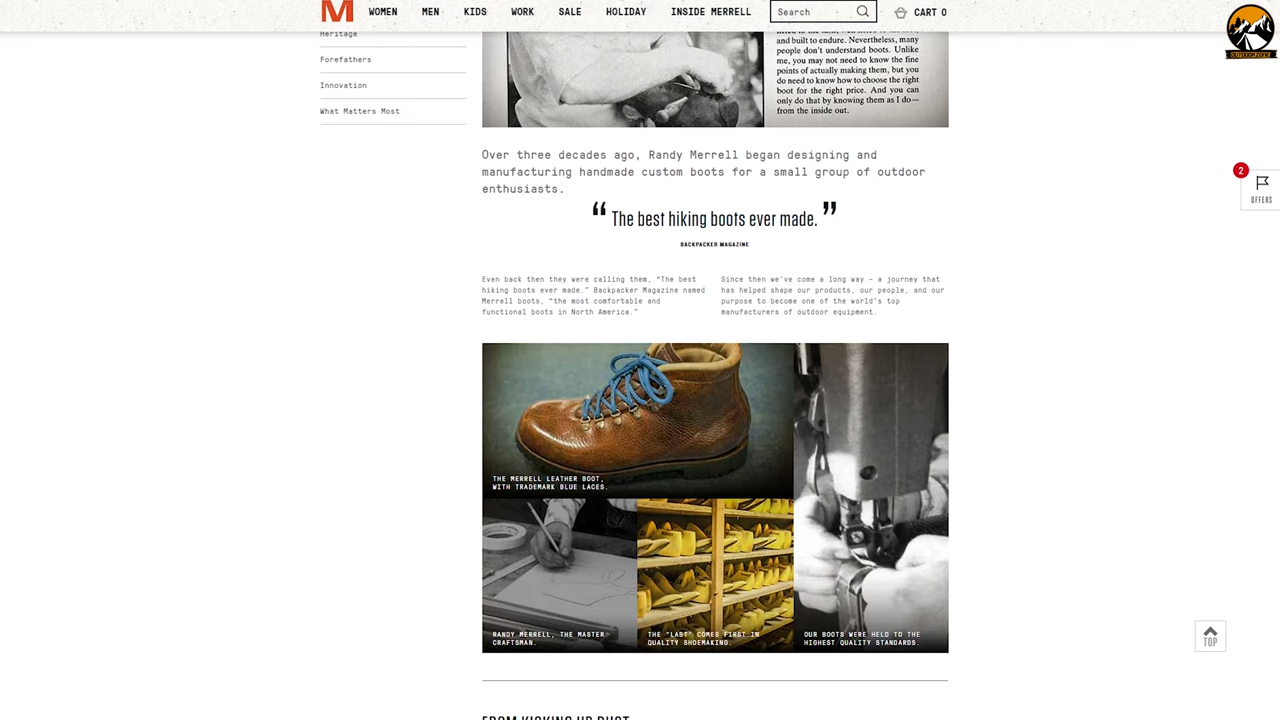 M
WOMEN MEN KIDS WORK SALE HOLIDAY INSIDE MERRELL Search CART 0
OUTDOOR ZONE
Heritage
Forefathers
Innovation
What Matters Most
and built to endure. Nevertheless, many
people don't understand boots. Unlike
me, you may not need to know the fine
points of actually making them, but you
do need to know how to choose the right
boot for the right price. And you can
only do that by knowing them as I do—
from the inside out.
Over three decades ago, Randy Merrell began designing and
manufacturing handmade custom boots for a small group of outdoor
enthusiasts.
2
OFFERS
“ The best hiking boots ever made. ”
BACKPACKER MAGAZINE
Even back then they were calling them, “The best
hiking boots ever made.” Backpacker Magazine named
Merrell boots, “the most comfortable and
functional boots in North America.”
Since then we've come a long way – a journey that
has helped shape our products, our people, and our
purpose to become one of the world's top
manufacturers of outdoor equipment.
THE MERRELL LEATHER BOOT,
WITH TRADEMARK BLUE LACES.
RANDY MERRELL, THE MASTER
CRAFTSMAN.
THE "LAST" COMES FIRST IN
QUALITY SHOEMAKING.
OUR BOOTS WERE HELD TO THE
HIGHEST QUALITY STANDARDS.
TOP
FROM KICKING UP DUST